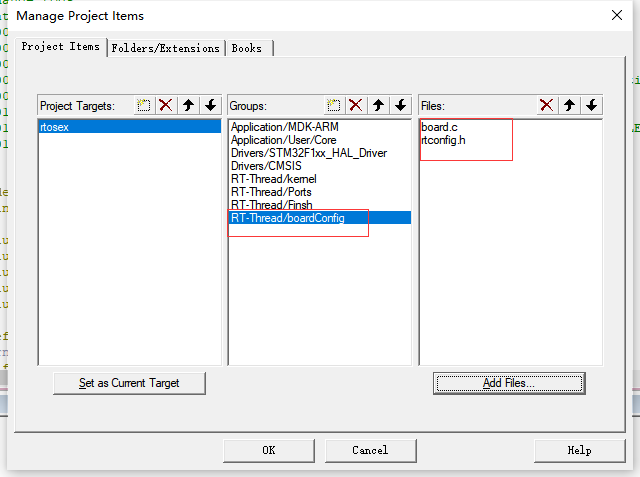 Manage Project Items
Project Items
Folders/Extensions
Books
Project Targets:
rtosex
Set as Current Target
Groups:
Application/MDK-ARM
Application/User/Core
Drivers/STM32F1xx_HAL_Driver
Drivers/CMSIS
RT-Thread/kernel
RT-Thread/Ports
RT-Thread/Finsh
RT-Thread/boardConfig
Files:
board.c
rtconfig.h
Add Files...
OK
Cancel
Help